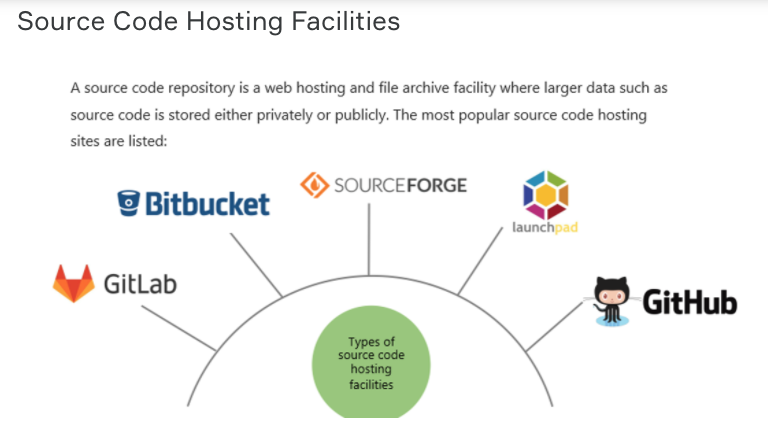 Source Code Hosting Facilities
A source code repository is a web hosting and file archive facility where larger data such as
source code is stored either privately or publicly. The most popular source code hosting
sites are listed:
SOURCEFORGE
Bitbucket
launchpad
GitLab
GitHub
Types of
source code
hosting
facilities